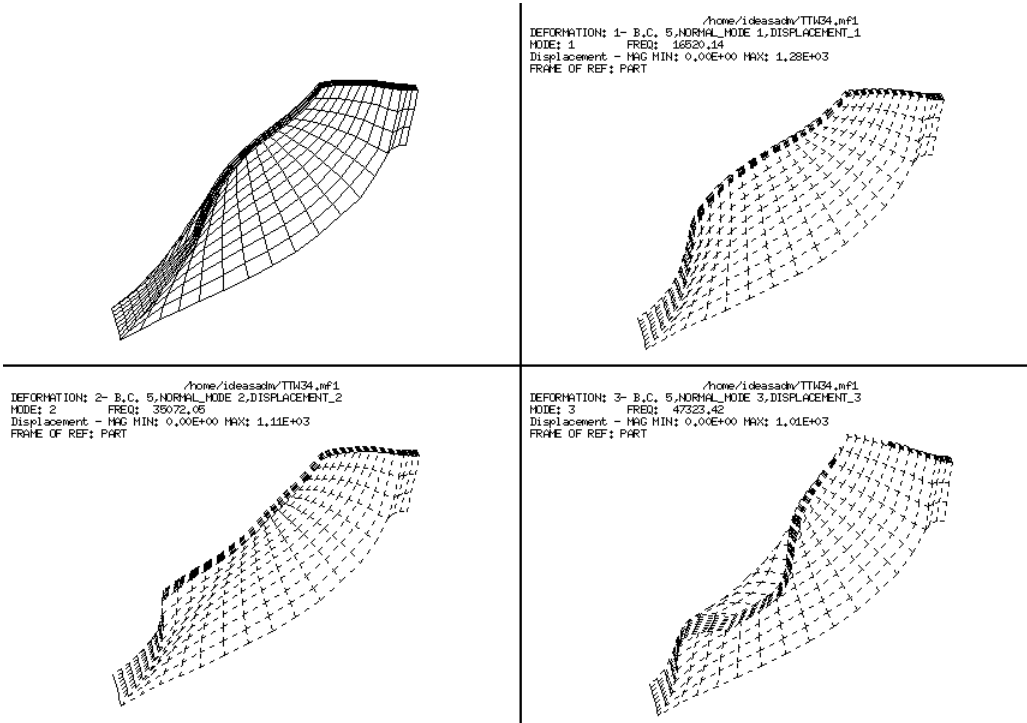 /home/ideasadm/TTW34.mf1
DEFORMATION: 1- B.C. 5,NORMAL_MODE 1,DISPLACEMENT_1
MODE: 1 FREQ: 16520.14
Displacement - MAG MIN: 0.00E+00 MAX: 1.28E+03
FRAME OF REF: PART
/home/ideasadm/TTW34.mf1
DEFORMATION: 2- B.C. 5,NORMAL_MODE 2,DISPLACEMENT_2
MODE: 2 FREQ: 35072.05
Displacement - MAG MIN: 0.00E+00 MAX: 1.11E+03
FRAME OF REF: PART
/home/ideasadm/TTW34.mf1
DEFORMATION: 3- B.C. 5,NORMAL_MODE 3,DISPLACEMENT_3
MODE: 3 FREQ: 47323.42
Displacement - MAG MIN: 0.00E+00 MAX: 1.01E+03
FRAME OF REF: PART